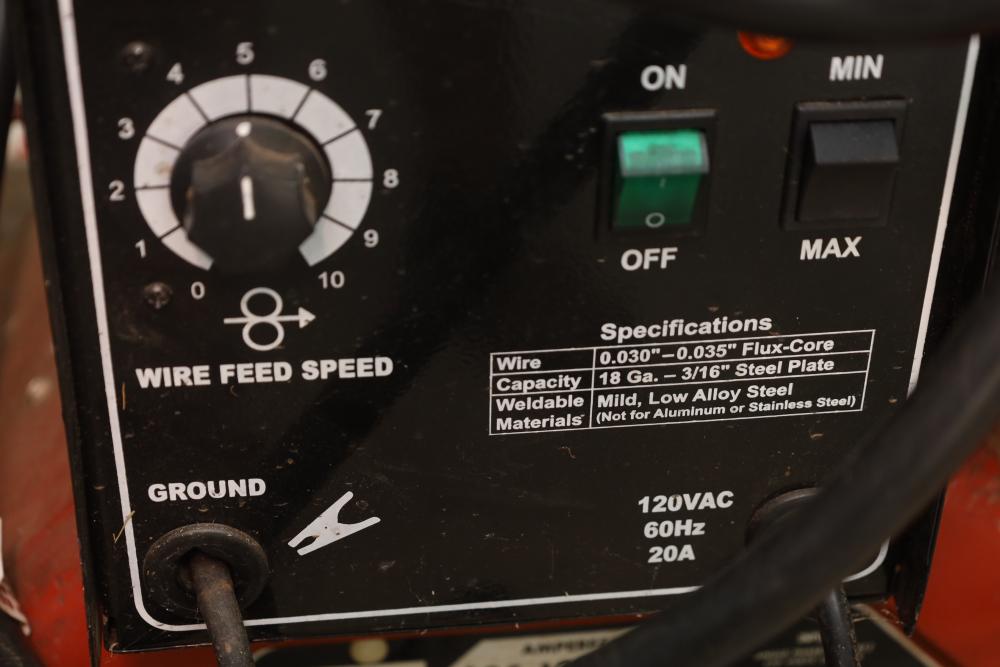 5
4
6
3
7
2
8
1
9
0
10
WIRE FEED SPEED
ON
OFF
MIN
MAX
Specifications
Wire 0.030"–0.035" Flux-Core
Capacity 18 Ga. – 3/16" Steel Plate
Weldable Mild, Low Alloy Steel
Materials (Not for Aluminum or Stainless Steel)
GROUND
120VAC
60Hz
20A